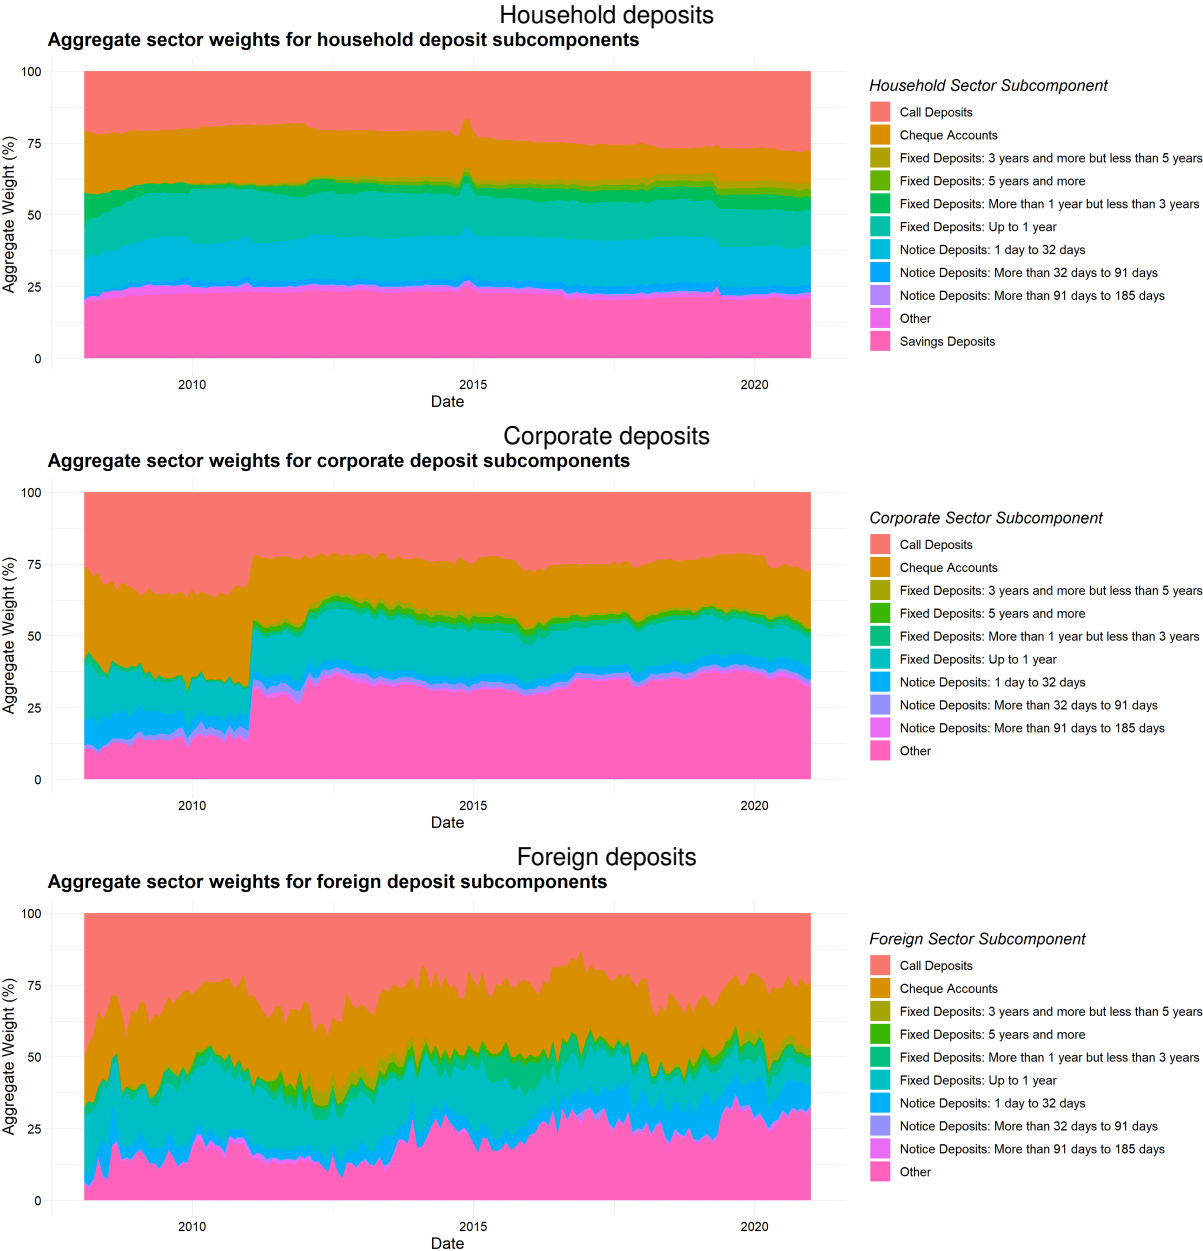 Household deposits
Aggregate sector weights for household deposit subcomponents
Aggregate Weight (%)
100
75
50
25
0
2010
2015
2020
Date
Household Sector Subcomponent
Call Deposits
Cheque Accounts
Fixed Deposits: 3 years and more but less than 5 years
Fixed Deposits: 5 years and more
Fixed Deposits: More than 1 year but less than 3 years
Fixed Deposits: Up to 1 year
Notice Deposits: 1 day to 32 days
Notice Deposits: More than 32 days to 91 days
Notice Deposits: More than 91 days to 185 days
Other
Savings Deposits
Corporate deposits
Aggregate sector weights for corporate deposit subcomponents
Aggregate Weight (%)
100
75
50
25
0
2010
2015
2020
Date
Corporate Sector Subcomponent
Call Deposits
Cheque Accounts
Fixed Deposits: 3 years and more but less than 5 years
Fixed Deposits: 5 years and more
Fixed Deposits: More than 1 year but less than 3 years
Fixed Deposits: Up to 1 year
Notice Deposits: 1 day to 32 days
Notice Deposits: More than 32 days to 91 days
Notice Deposits: More than 91 days to 185 days
Other
Foreign deposits
Aggregate sector weights for foreign deposit subcomponents
Aggregate Weight (%)
100
75
50
25
0
2010
2015
2020
Date
Foreign Sector Subcomponent
Call Deposits
Cheque Accounts
Fixed Deposits: 3 years and more but less than 5 years
Fixed Deposits: 5 years and more
Fixed Deposits: More than 1 year but less than 3 years
Fixed Deposits: Up to 1 year
Notice Deposits: 1 day to 32 days
Notice Deposits: More than 32 days to 91 days
Notice Deposits: More than 91 days to 185 days
Other